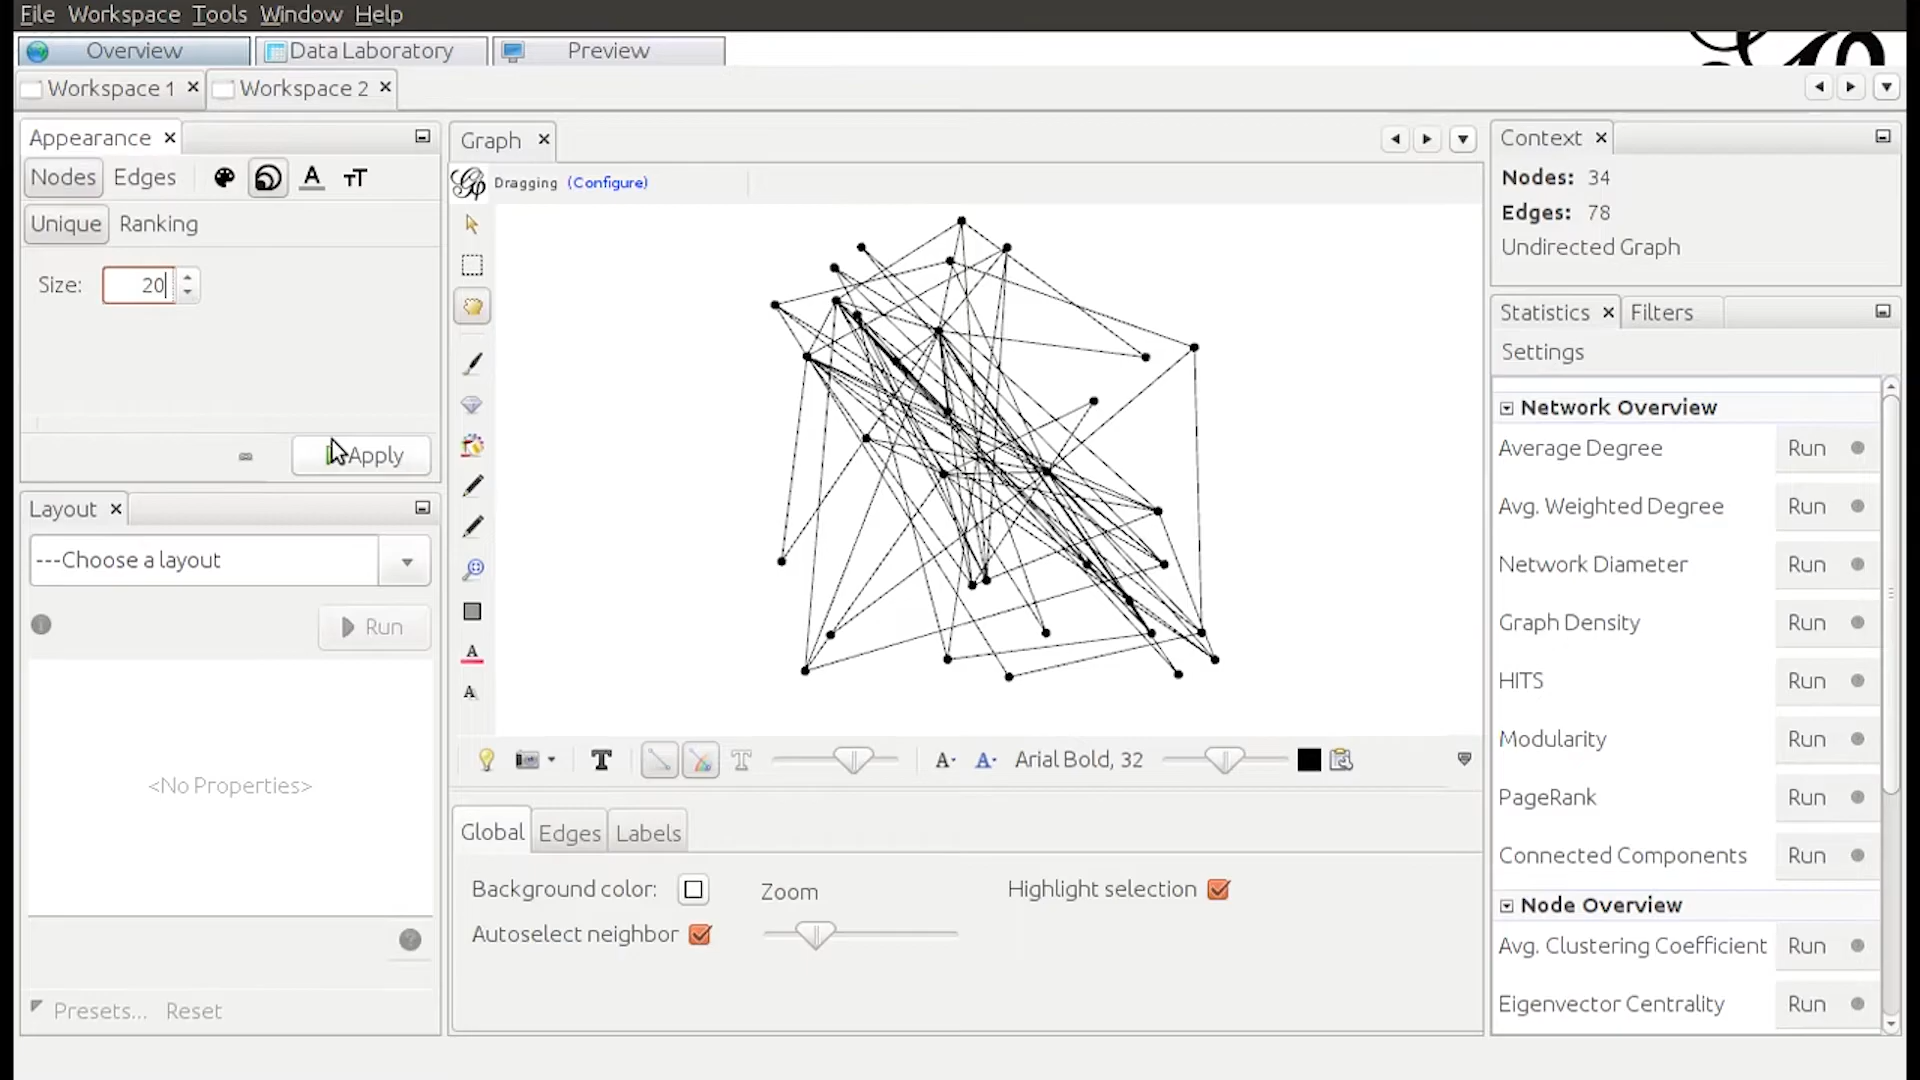 File Workspace Tools Window Help
Overview Data Laboratory Preview
Workspace 1 Workspace 2
Appearance
Nodes Edges
Unique Ranking
Size: 20
Apply
Layout
---Choose a layout
Run
<No Properties>
Presets... Reset
Graph
Dragging (Configure)
Arial Bold, 32
Global Edges Labels
Background color: Zoom Highlight selection
Autoselect neighbor
Context
Nodes: 34
Edges: 78
Undirected Graph
Statistics Filters
Settings
Network Overview
Average Degree Run
Avg. Weighted Degree Run
Network Diameter Run
Graph Density Run
HITS Run
Modularity Run
PageRank Run
Connected Components Run
Node Overview
Avg. Clustering Coefficient Run
Eigenvector Centrality Run